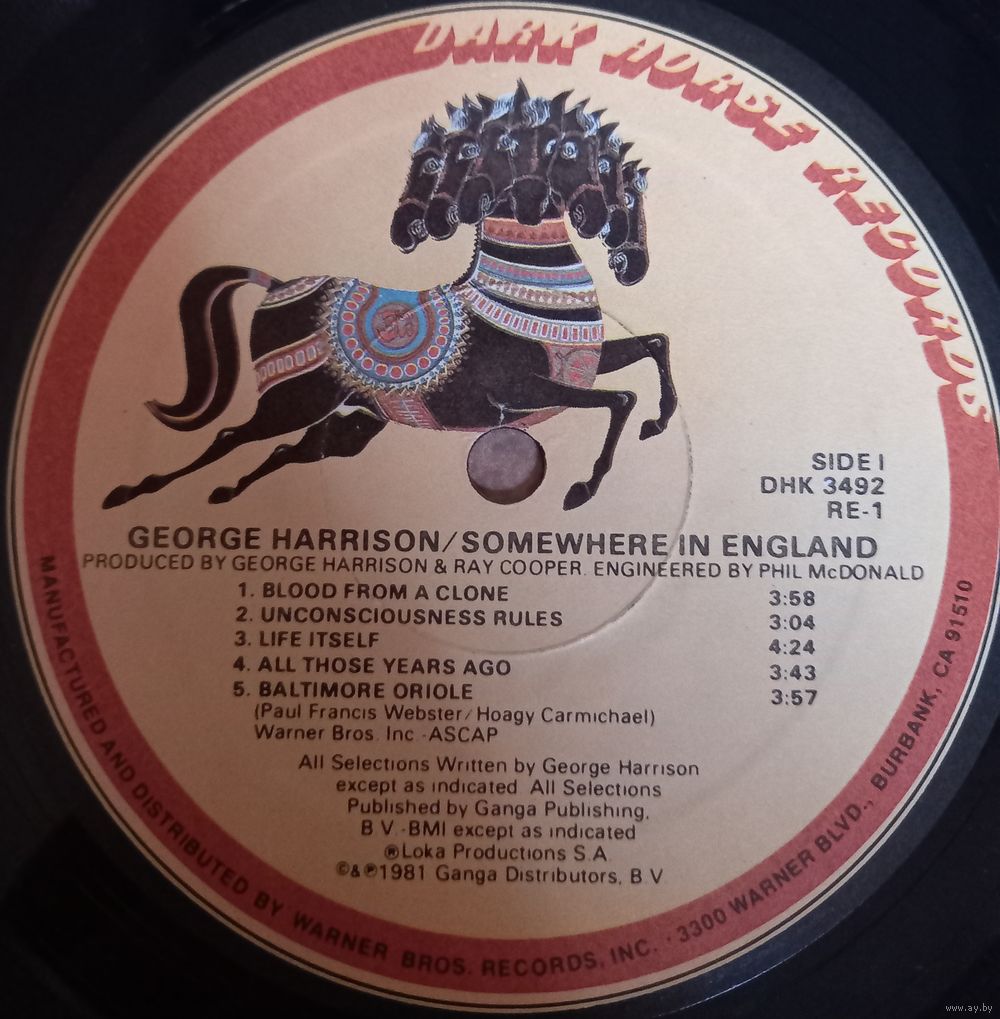 DARK HORSE RECORDS
SIDE I
DHK 3492
RE-1
GEORGE HARRISON/SOMEWHERE IN ENGLAND
PRODUCED BY GEORGE HARRISON & RAY COOPER. ENGINEERED BY PHIL McDONALD
1. BLOOD FROM A CLONE 3:58
2. UNCONSCIOUSNESS RULES 3:04
3. LIFE ITSELF 4:24
4. ALL THOSE YEARS AGO 3:43
5. BALTIMORE ORIOLE 3:57
(Paul Francis Webster/Hoagy Carmichael)
Warner Bros. Inc.-ASCAP
All Selections Written by George Harrison
except as indicated. All Selections
Published by Ganga Publishing,
B.V.-BMI except as indicated
®Loka Productions S.A.
©&℗1981 Ganga Distributors, B.V.
MANUFACTURED AND DISTRIBUTED BY WARNER BROS. RECORDS, INC. · 3300 WARNER BLVD., BURBANK, CA 91510
www.ay.by